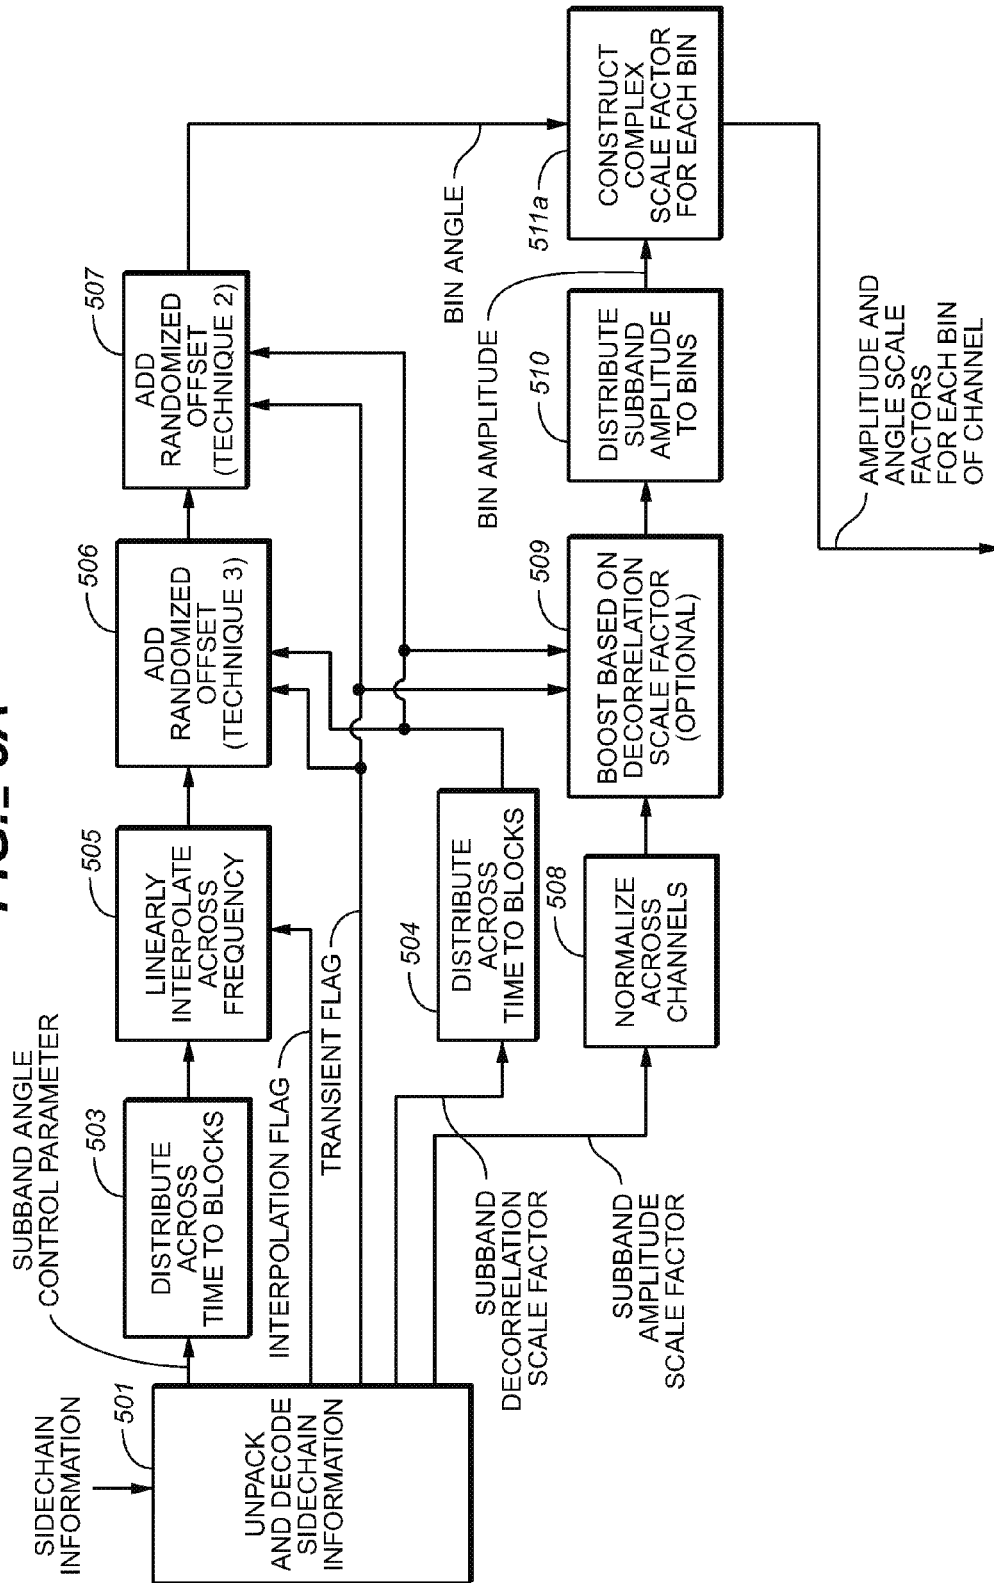 SIDECHAIN
INFORMATION
501
UNPACK
AND DECODE
SIDECHAIN
INFORMATION
SUBBAND ANGLE
CONTROL PARAMETER
503
DISTRIBUTE
ACROSS
TIME TO BLOCKS
505
LINEARLY
INTERPOLATE
ACROSS
FREQUENCY
506
ADD
RANDOMIZED
OFFSET
(TECHNIQUE 3)
507
ADD
RANDOMIZED
OFFSET
(TECHNIQUE 2)
INTERPOLATION FLAG
TRANSIENT FLAG
BIN ANGLE
504
DISTRIBUTE
ACROSS
TIME TO BLOCKS
SUBBAND
DECORRELATION
SCALE FACTOR
SUBBAND
AMPLITUDE
SCALE FACTOR
508
NORMALIZE
ACROSS
CHANNELS
509
BOOST BASED ON
DECORRELATION
SCALE FACTOR
(OPTIONAL)
BIN AMPLITUDE
510
DISTRIBUTE
SUBBAND
AMPLITUDE
TO BINS
511a
CONSTRUCT
COMPLEX
SCALE FACTOR
FOR EACH BIN
AMPLITUDE AND
ANGLE SCALE
FACTORS
FOR EACH BIN
OF CHANNEL